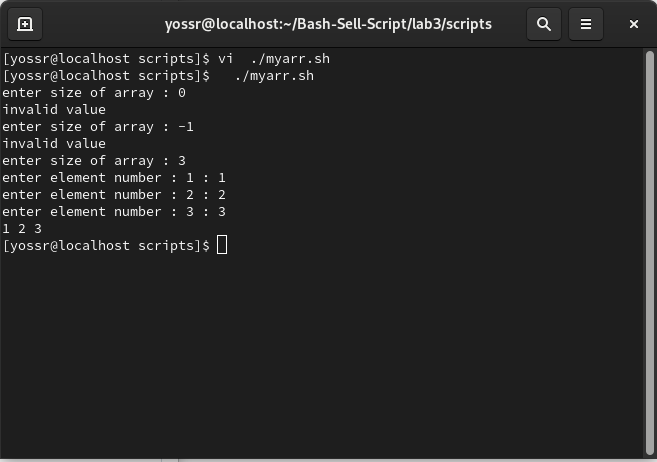 yossr@localhost:~/Bash-Sell-Script/lab3/scripts
[yossr@localhost scripts]$ vi  ./myarr.sh
[yossr@localhost scripts]$   ./myarr.sh
enter size of array : 0
invalid value
enter size of array : -1
invalid value
enter size of array : 3
enter element number : 1 : 1
enter element number : 2 : 2
enter element number : 3 : 3
1 2 3
[yossr@localhost scripts]$